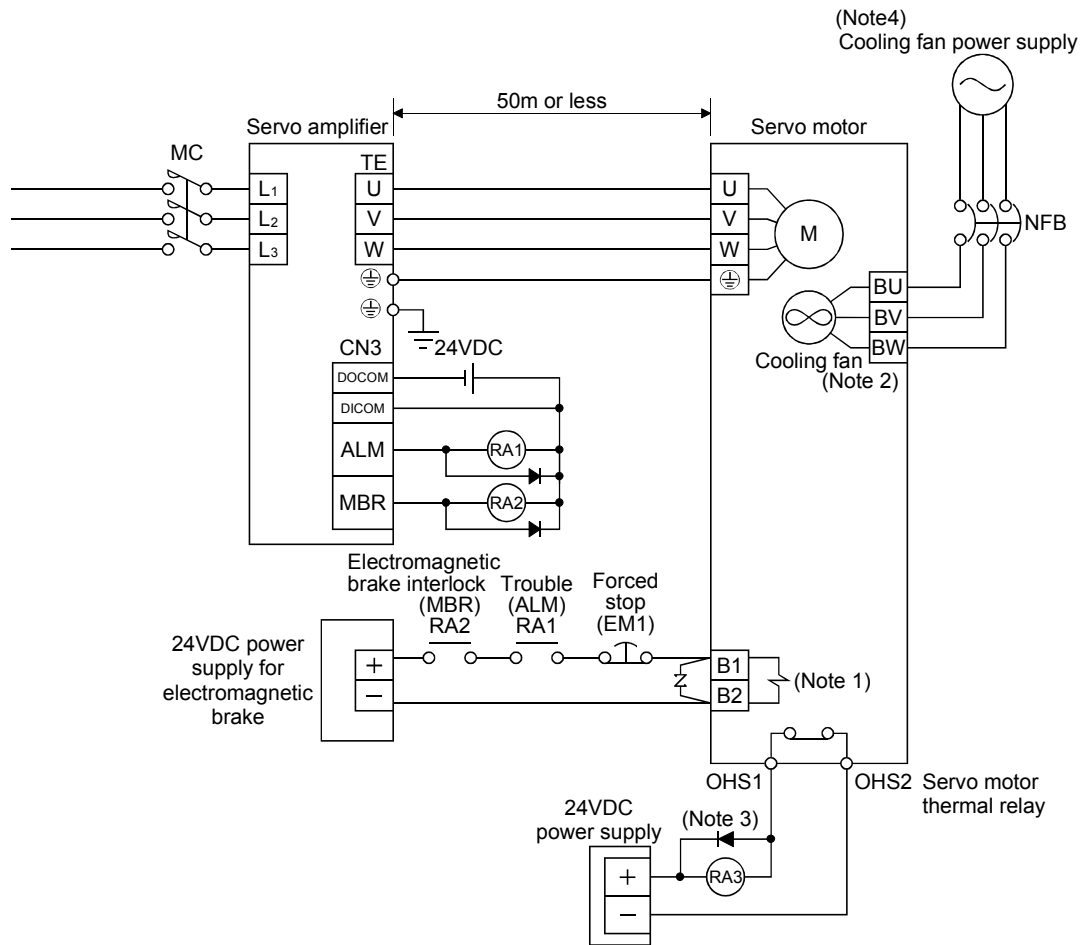 (Note4)
Cooling fan power supply
50m or less
Servo amplifier
Servo motor
MC
TE
L1
U
U
L2
V
V
M
L3
W
W
NFB
BU
BV
BW
Cooling fan
(Note 2)
CN3
24VDC
DOCOM
DICOM
ALM
RA1
MBR
RA2
Electromagnetic
brake interlock
(MBR)
RA2
Trouble
(ALM)
RA1
Forced
stop
(EM1)
24VDC power
supply for
electromagnetic
brake
+
−
B1
B2
(Note 1)
OHS1
OHS2
Servo motor
thermal relay
24VDC
power supply
(Note 3)
+
RA3
−